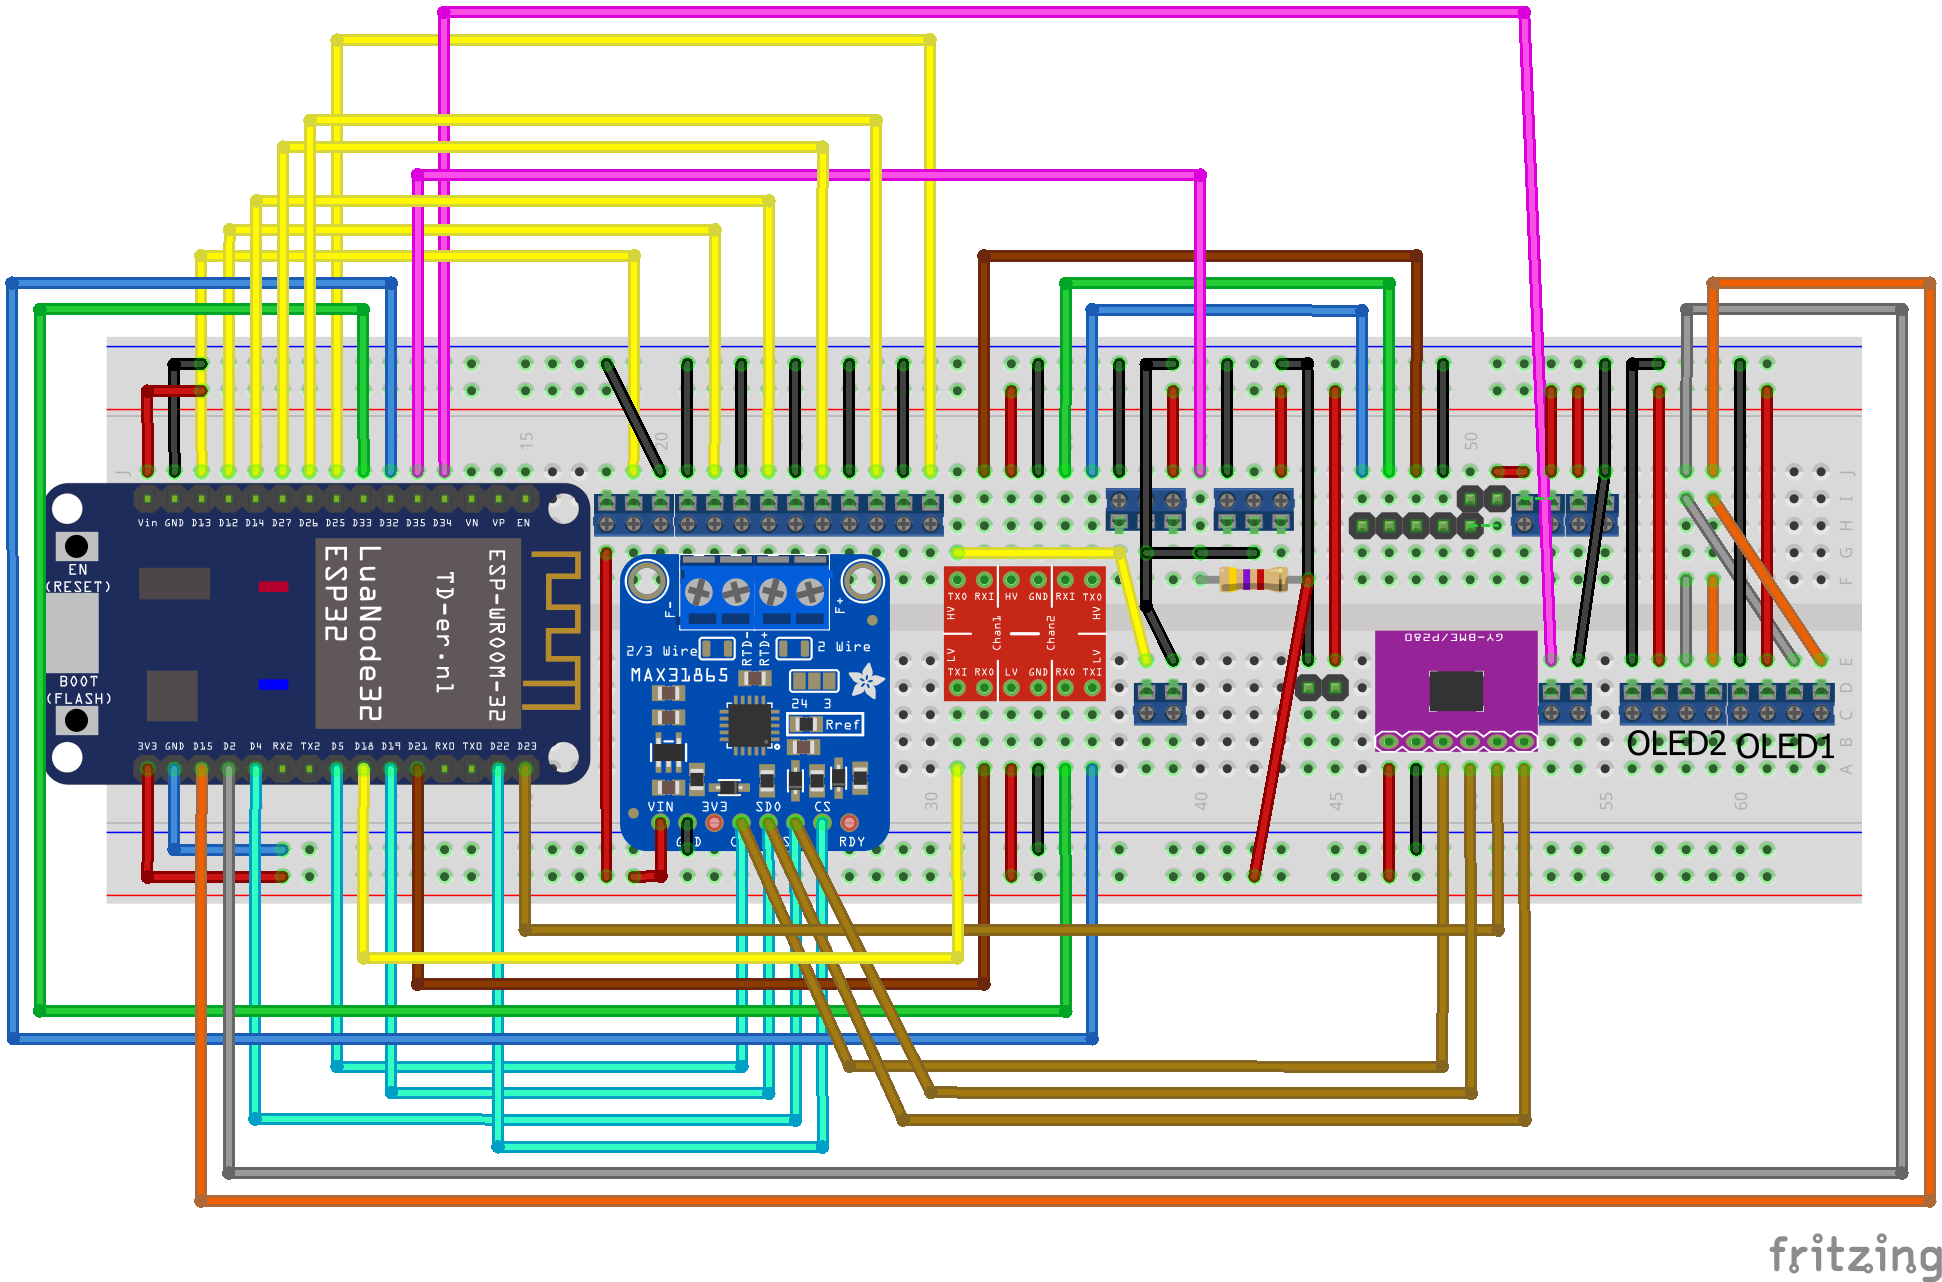 15
20
50
J
J
I
H
G
F
Vin GND D13 D12 D14 D27 D26 D25 D33 D32 D35 D34 VN VP EN
EN
(RESET)
BOOT
(FLASH)
ESP32
LuaNode32
TD-er.nl
ESP-WROOM-32
3V3 GND D15 D2 D4 RX2 TX2 D5 D18 D19 D21 RX0 TX0 D22 D23
F-
F+
2/3 Wire
RTD-
RTD+
2 Wire
MAX31865
24 3
Rref
VIN 3V3 SDO CS
RDY
TXO RXI HV GND RXI TXO
HV
Chan1
Chan2
HV
LV
LV
TXI RXO LV GND RXO TXI
GY-BME/P280
E
D
C
B
A
OLED2 OLED1
30
40
45
55
60
fritzing